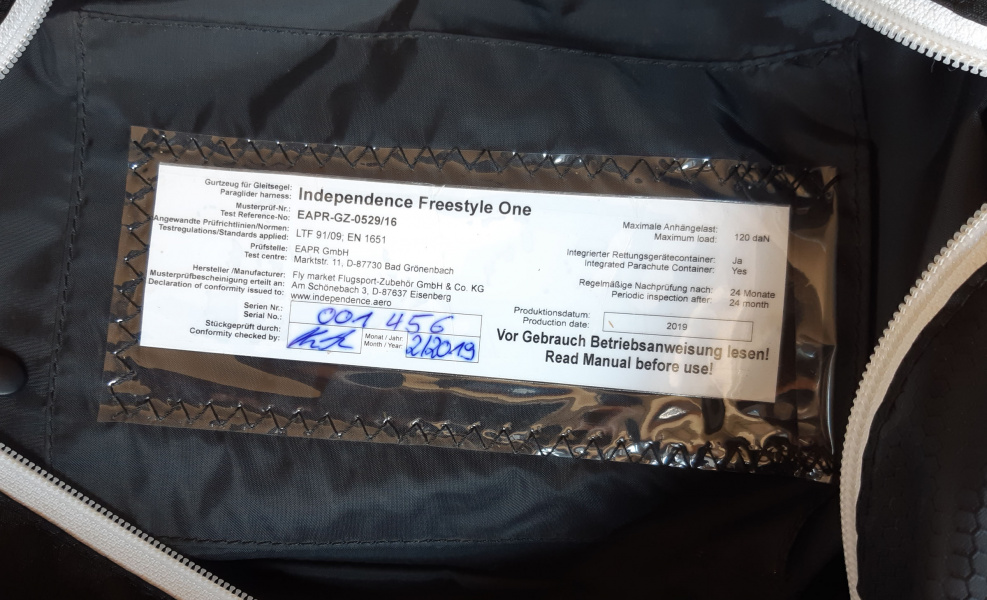 Gurtzeug für Gleitsegel:
Paraglider harness:
Independence Freestyle One
Musterprüf-Nr.:
Test Reference-No:
EAPR-GZ-0529/16
Angewandte Prüfrichtlinien/Normen:
Testregulations/Standards applied:
LTF 91/09; EN 1651
Prüfstelle:
Test centre:
EAPR GmbH
Marktstr. 11, D-87730 Bad Grönenbach
Hersteller /Manufacturer:
Musterprüfbescheinigung erteilt an:
Declaration of conformity issued to:
Fly market Flugsport-Zubehör GmbH & Co. KG
Am Schönebach 3, D-87637 Eisenberg
www.independence.aero
Serien Nr.:
Serial No.:
001 456
Stückgeprüft durch:
Conformity checked by:
Monat / Jahr:
Month / Year:
2/2019
Maximale Anhängelast:
Maximum load:
120 daN
Integrierter Rettungsgerätecontainer:
Integrated Parachute Container:
Ja
Yes
Regelmäßige Nachprüfung nach:
Periodic inspection after:
24 Monate
24 month
Produktionsdatum:
Production date:
2019
Vor Gebrauch Betriebsanweisung lesen!
Read Manual before use!